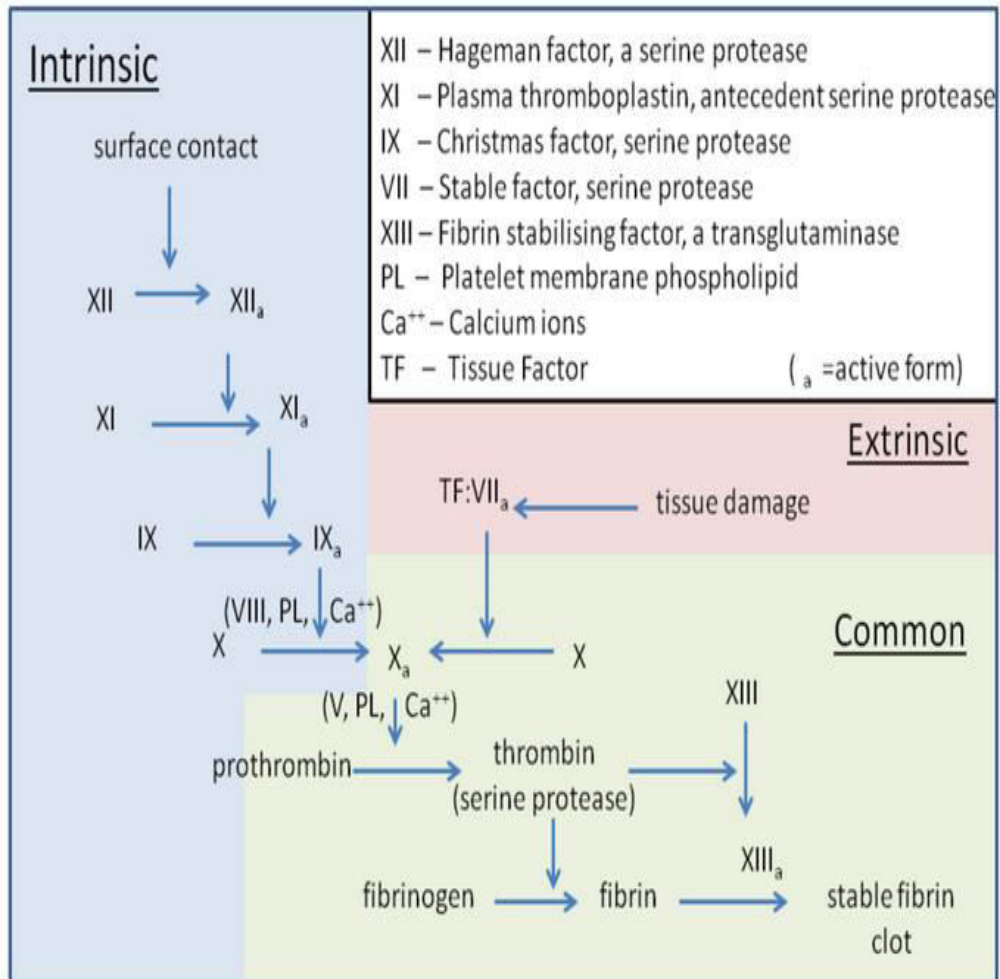 Intrinsic
surface contact
XII
XIIₐ
XI
XIₐ
IX
IXₐ
(VIII, PL, Ca⁺⁺)
X
XII – Hageman factor, a serine protease
XI – Plasma thromboplastin, antecedent serine protease
IX – Christmas factor, serine protease
VII – Stable factor, serine protease
XIII – Fibrin stabilising factor, a transglutaminase
PL – Platelet membrane phospholipid
Ca⁺⁺ – Calcium ions
TF – Tissue Factor ( ₐ =active form)
Extrinsic
TF:VIIₐ
tissue damage
Common
Xₐ
X
(V, PL, Ca⁺⁺)
XIII
prothrombin
thrombin
(serine protease)
XIIIₐ
fibrinogen
fibrin
stable fibrin
clot